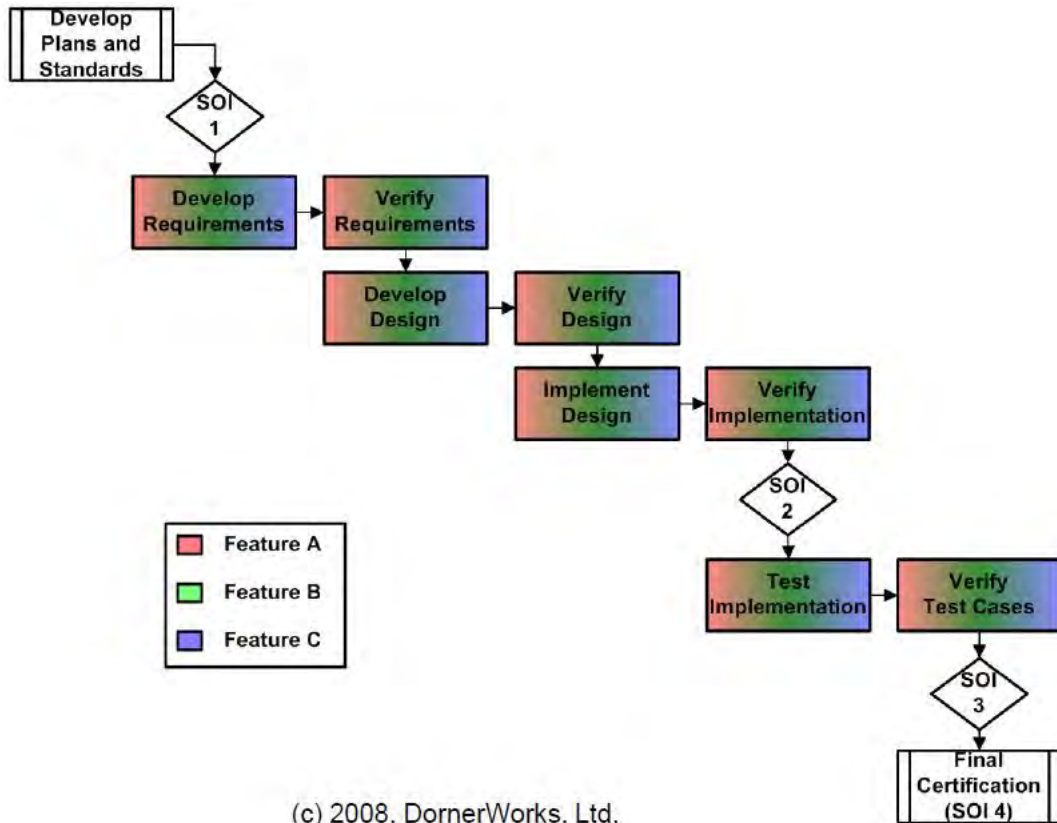 Develop
Plans and
Standards
SOI
1
Develop
Requirements
Verify
Requirements
Develop
Design
Verify
Design
Implement
Design
Verify
Implementation
SOI
2
Feature A
Feature B
Feature C
Test
Implementation
Verify
Test Cases
SOI
3
Final
Certification
(SOI 4)
(c) 2008, DornerWorks, Ltd.